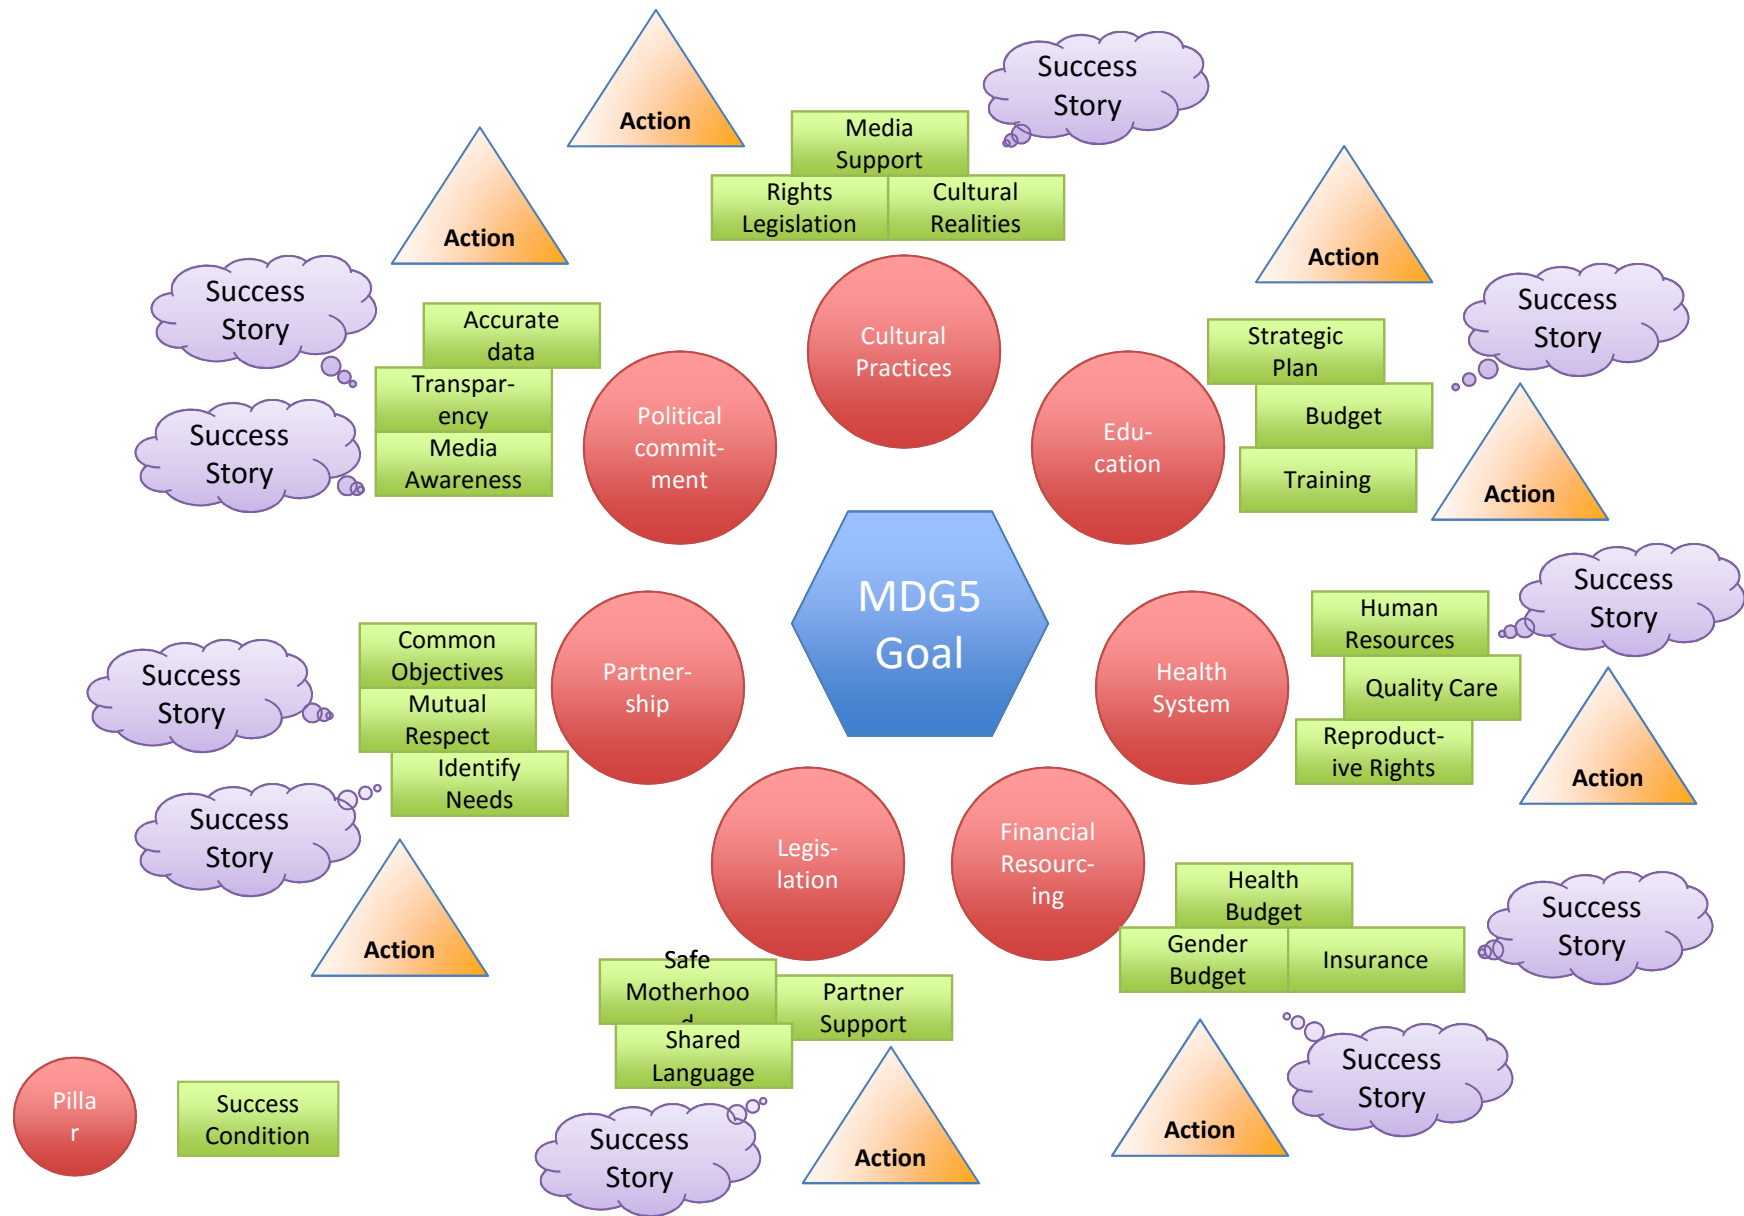 Action
Success
Story
Media
Support
Rights
Legislation
Cultural
Realities
Action
Action
Success
Story
Accurate
data
Transpar-
ency
Media
Awareness
Success
Story
Political
commit-
ment
Cultural
Practices
Edu-
cation
Strategic
Plan
Budget
Training
Success
Story
Action
MDG5
Goal
Success
Story
Common
Objectives
Mutual
Respect
Identify
Needs
Success
Story
Partner-
ship
Health
System
Human
Resources
Quality Care
Reproduct-
ive Rights
Success
Story
Action
Action
Legis-
lation
Financial
Resourc-
ing
Health
Budget
Gender
Budget
Insurance
Success
Story
Safe
Motherhoo
d
Partner
Support
Shared
Language
Success
Story
Action
Action
Success
Story
Pilla
r
Success
Condition